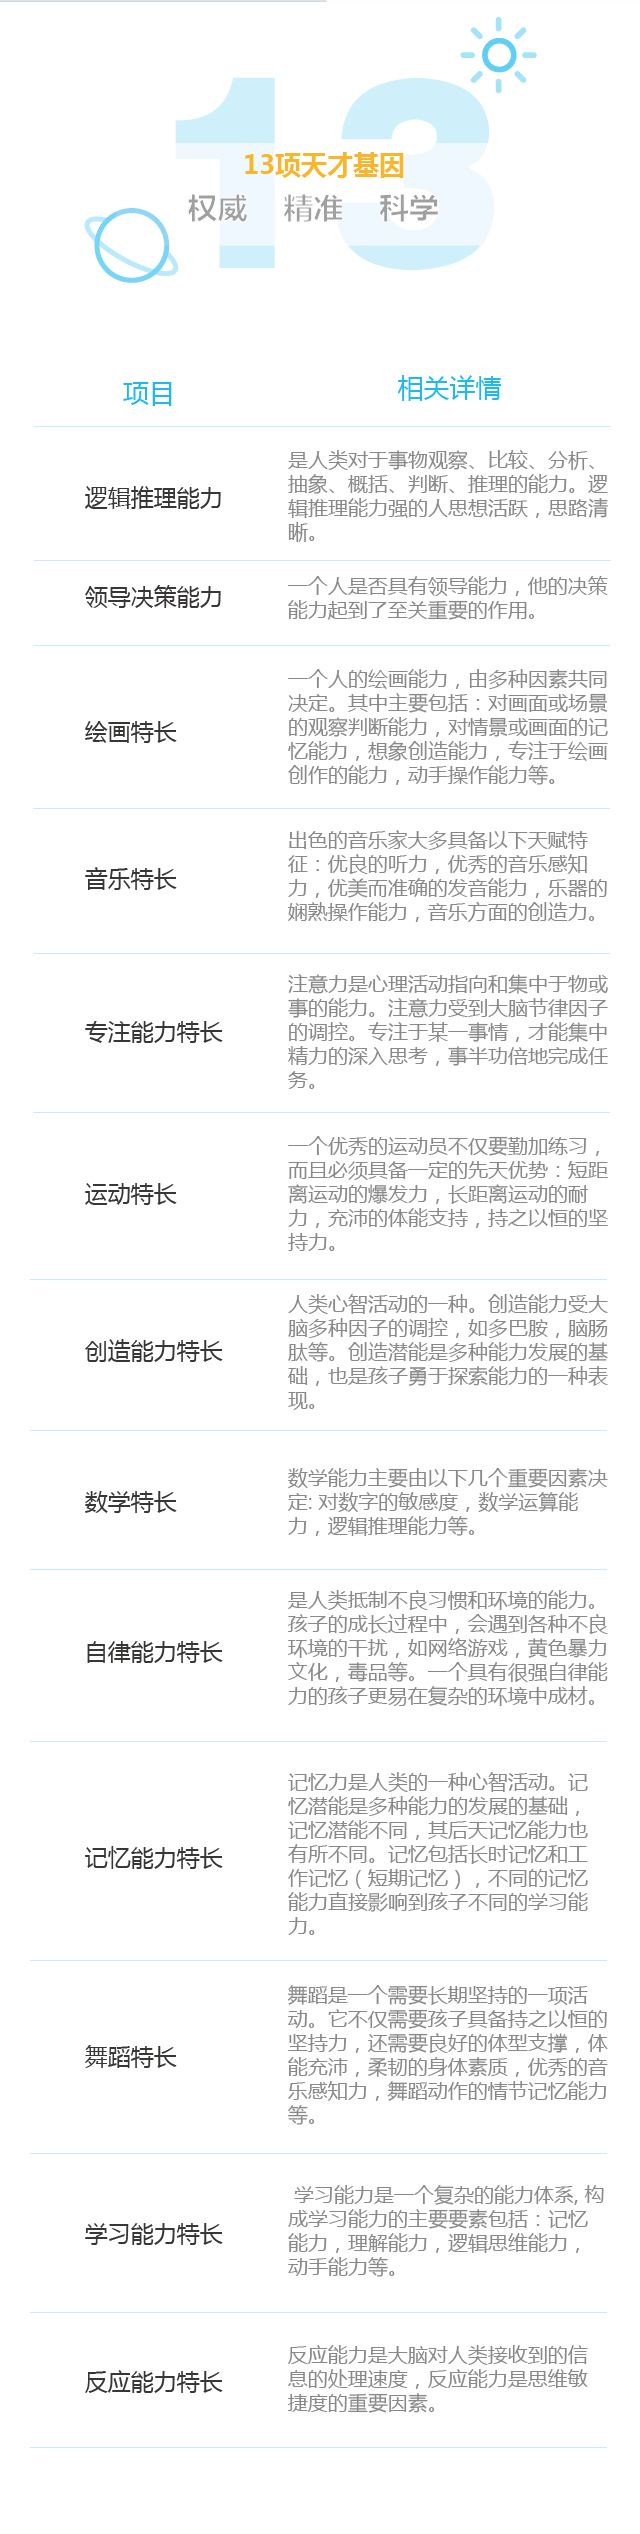 13
13项天才基因
权威 精准 科学
项目
相关详情
逻辑推理能力
是人类对于事物观察、比较、分析、
抽象、概括、判断、推理的能力。逻
辑推理能力强的人思想活跃，思路清
晰。
领导决策能力
一个人是否具有领导能力，他的决策
能力起到了至关重要的作用。
绘画特长
一个人的绘画能力，由多种因素共同
决定。其中主要包括：对画面或场景
的观察判断能力，对情景或画面的记
忆能力，想象创造能力，专注于绘画
创作的能力，动手操作能力等。
音乐特长
出色的音乐家大多具备以下天赋特
征：优良的听力，优秀的音乐感知
力，优美而准确的发音能力，乐器的
娴熟操作能力，音乐方面的创造力。
专注能力特长
注意力是心理活动指向和集中于物或
事的能力。注意力受到大脑节律因子
的调控。专注于某一事情，才能集中
精力的深入思考，事半功倍地完成任
务。
运动特长
一个优秀的运动员不仅要勤加练习，
而且必须具备一定的先天优势：短距
离运动的爆发力，长距离运动的耐
力，充沛的体能支持，持之以恒的坚
持力。
创造能力特长
人类心智活动的一种。创造能力受大
脑多种因子的调控，如多巴胺，脑肠
肽等。创造潜能是多种能力发展的基
础，也是孩子勇于探索能力的一种表
现。
数学特长
数学能力主要由以下几个重要因素决
定: 对数字的敏感度，数学运算能
力，逻辑推理能力等。
自律能力特长
是人类抵制不良习惯和环境的能力。
孩子的成长过程中，会遇到各种不良
环境的干扰，如网络游戏，黄色暴力
文化，毒品等。一个具有很强自律能
力的孩子更易在复杂的环境中成材。
记忆能力特长
记忆力是人类的一种心智活动。记
忆潜能是多种能力的发展的基础，
记忆潜能不同，其后天记忆能力也
有所不同。记忆包括长时记忆和工
作记忆（短期记忆），不同的记忆
能力直接影响到孩子不同的学习能
力。
舞蹈特长
舞蹈是一个需要长期坚持的一项活
动。它不仅需要孩子具备持之以恒的
坚持力，还需要良好的体型支撑，体
能充沛，柔韧的身体素质，优秀的音
乐感知力，舞蹈动作的情节记忆能力
等。
学习能力特长
学习能力是一个复杂的能力体系, 构
成学习能力的主要要素包括：记忆
能力，理解能力，逻辑思维能力，
动手能力等。
反应能力特长
反应能力是大脑对人类接收到的信
息的处理速度，反应能力是思维敏
捷度的重要因素。